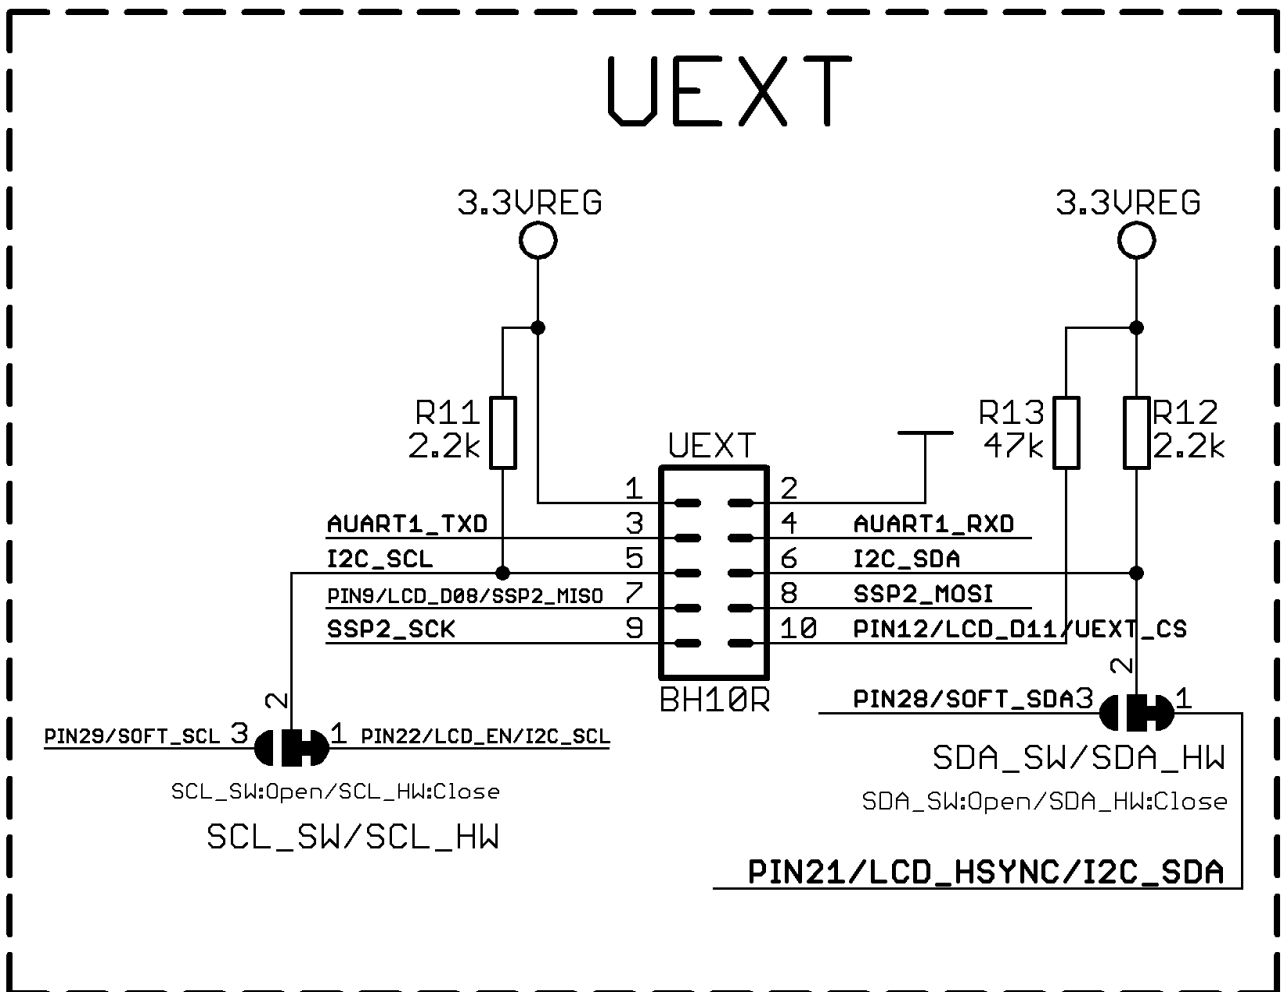 UEXT
3.3VREG
3.3VREG
R11
2.2k
R13
47k
R12
2.2k
UEXT
1
2
AUART1_TXD
3
4
AUART1_RXD
I2C_SCL
5
6
I2C_SDA
PIN9/LCD_D08/SSP2_MISO
7
8
SSP2_MOSI
SSP2_SCK
9
10
PIN12/LCD_D11/UEXT_CS
BH10R
2
PIN28/SOFT_SDA
3
1
2
PIN29/SOFT_SCL
3
1
PIN22/LCD_EN/I2C_SCL
SDA_SW/SDA_HW
SCL_SW:Open/SCL_HW:Close
SDA_SW:Open/SDA_HW:Close
SCL_SW/SCL_HW
PIN21/LCD_HSYNC/I2C_SDA